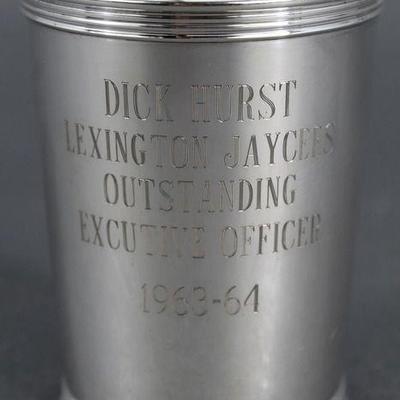 DICK HURST
LEXINGTON JAYCEES
OUTSTANDING
EXCUTIVE OFFICER
1963-64